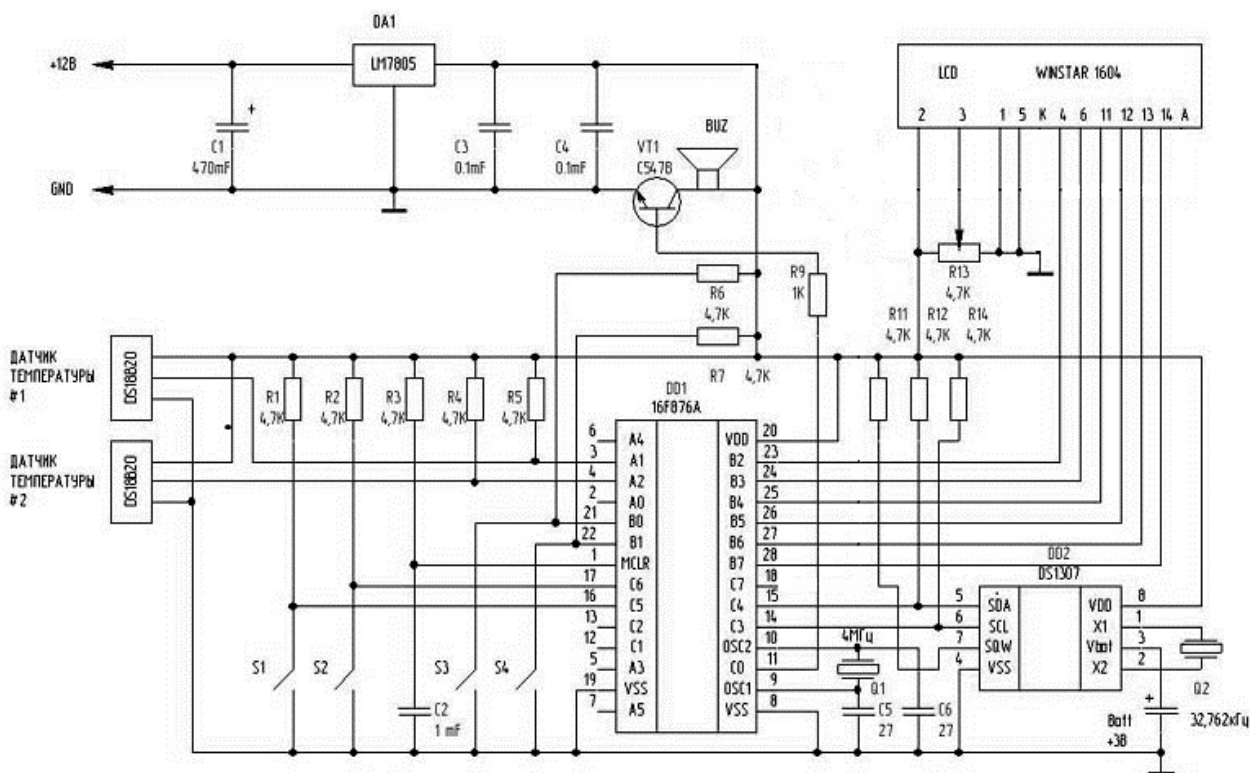 DA1
+12В
LM7805
C1
470mF
+
C3
0.1mF
C4
0.1mF
VT1
C547B
BUZ
GND
LCD
WINSTAR 1604
2 3 1 5 K 4 6 11 12 13 14 A
R13
4,7K
R6
4,7K
R9
1K
R7
4,7K
R11
4,7K
R12
4,7K
R14
4,7K
ДАТЧИК
ТЕМПЕРАТУРЫ
#1
DS18B20
ДАТЧИК
ТЕМПЕРАТУРЫ
#2
DS18B20
R1
4,7K
R2
4,7K
R3
4,7K
R4
4,7K
R5
4,7K
DD1
16F876A
6 A4
3 A1
4 A2
2 A0
21 B0
22 B1
1 MCLR
17 C6
16 C5
13 C2
12 C1
5 A3
19 VSS
7 A5
VDD 20
B2 23
B3 24
B4 25
B5 26
B6 27
B7 28
C7 18
C4 15
C3 14
OSC2 10
C0 11
OSC1 9
VSS 8
S1
S2
S3
S4
C2
1 mF
4МГц
Q1
C5
27
C6
27
DD2
DS1307
5 SDA
6 SCL
7 SQW
4 VSS
VDD 8
X1 1
Vbat 3
X2 2
Q2
32,762кГц
+
Batt
+3В